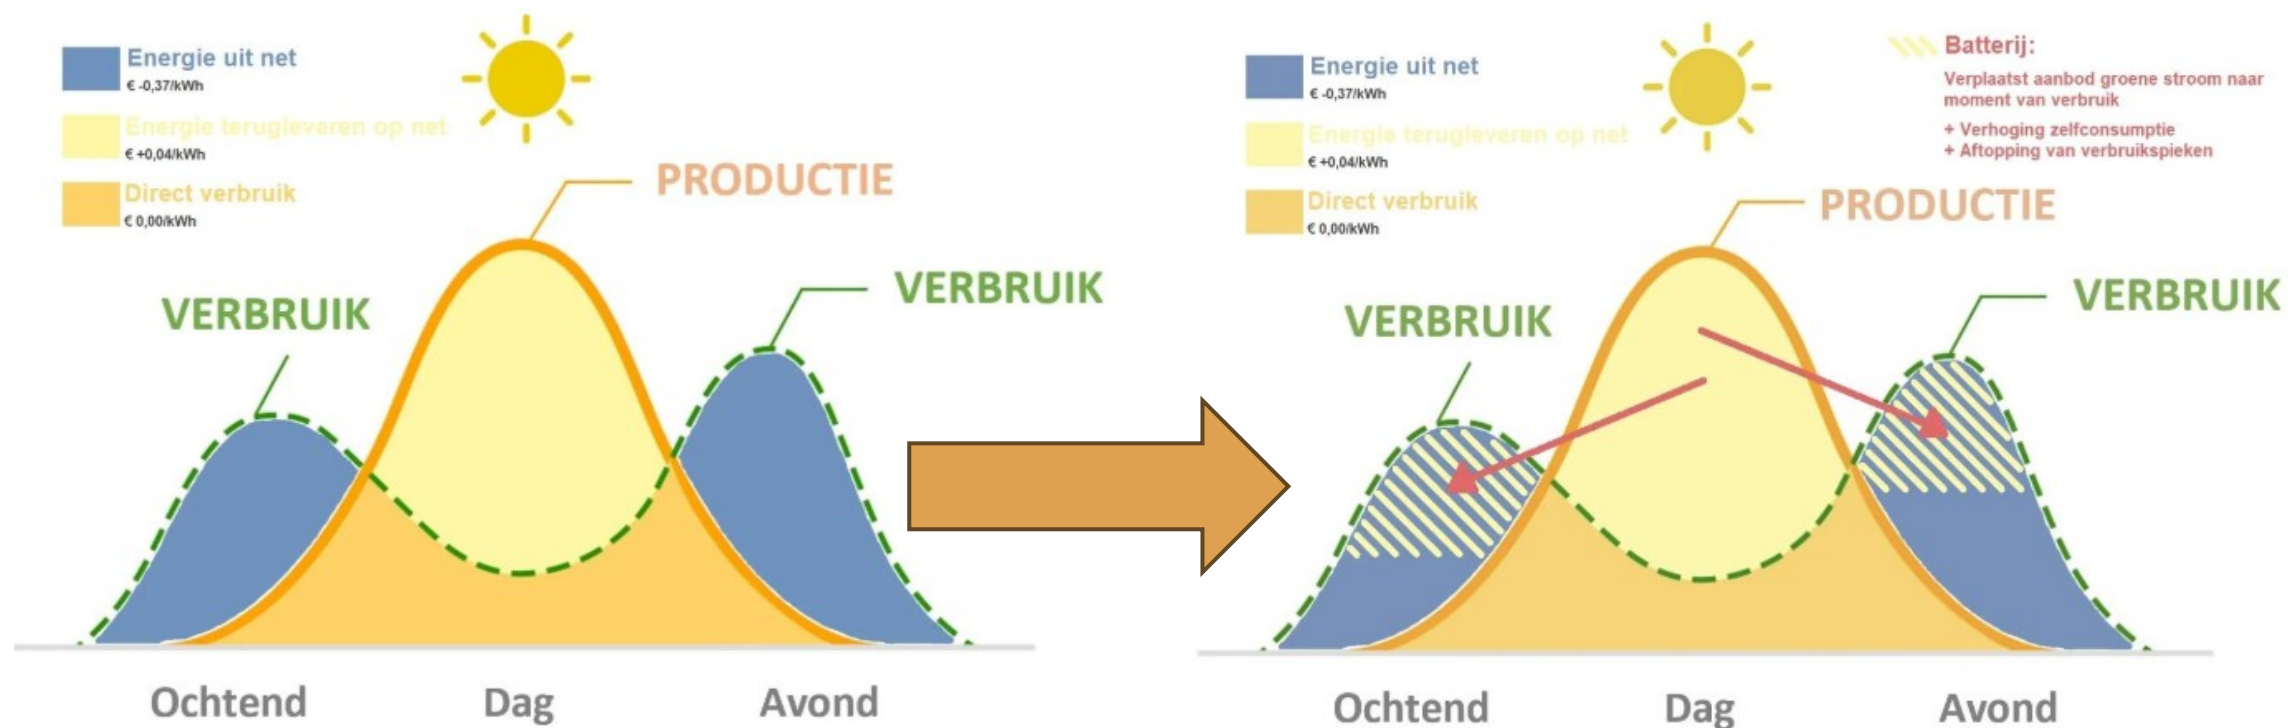 Energie uit net
€ -0,37/kWh
Energie terugleveren op net
€ +0,04/kWh
Direct verbruik
€ 0,00/kWh
PRODUCTIE
VERBRUIK
VERBRUIK
Ochtend
Dag
Avond
Energie uit net
€ -0,37/kWh
Energie terugleveren op net
€ +0,04/kWh
Direct verbruik
€ 0,00/kWh
Batterij:
Verplaatst aanbod groene stroom naar
moment van verbruik
+ Verhoging zelfconsumptie
+ Aftopping van verbruikspieken
PRODUCTIE
VERBRUIK
VERBRUIK
Ochtend
Dag
Avond